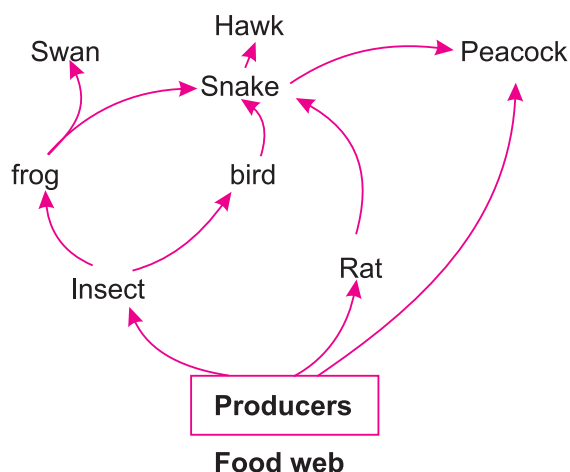 Hawk
Swan
Peacock
Snake
frog
bird
Rat
Insect
Producers
Food web